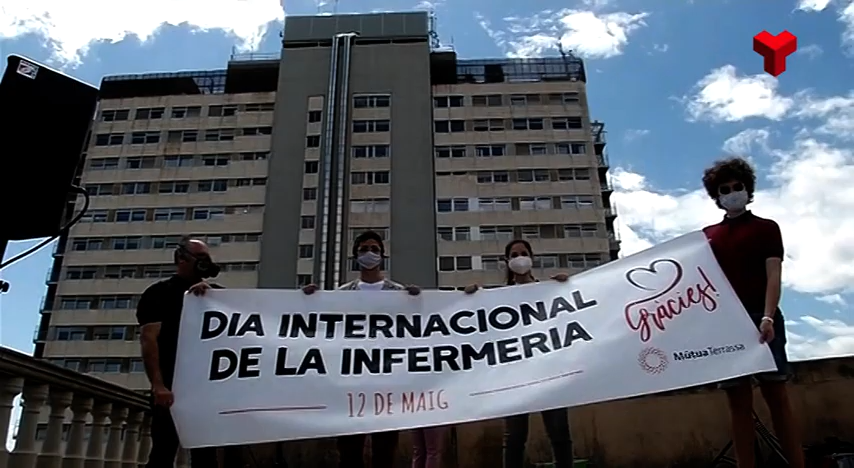 DIA INTERNACIONAL
DE LA INFERMERIA
12 DE MAIG
gràcies!
MútuaTerrassa